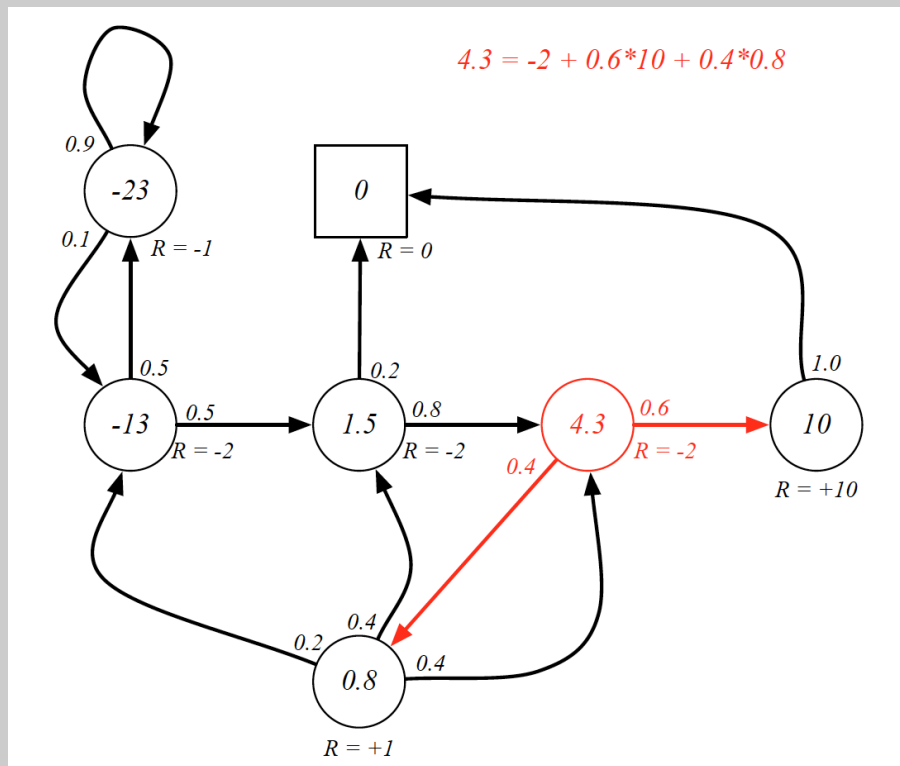 4.3 = -2 + 0.6*10 + 0.4*0.8
0.9
-23
0
0.1
R = -1
R = 0
0.5
0.2
1.0
-13
0.5
1.5
0.8
4.3
0.6
10
R = -2
R = -2
R = -2
0.4
R = +10
0.4
0.2
0.4
0.8
R = +1